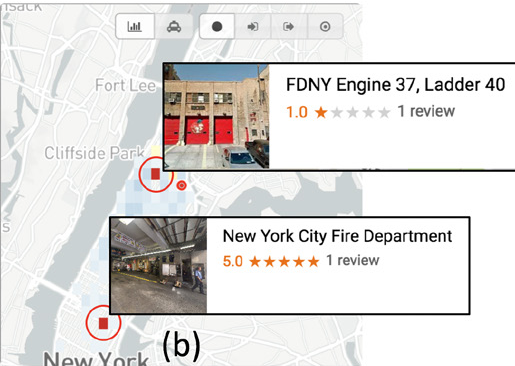 sack
Fort Lee
FDNY Engine 37, Ladder 40
1.0 ★★★★★ 1 review
Cliffside Park
New York City Fire Department
5.0 ★★★★★ 1 review
(b)
New York